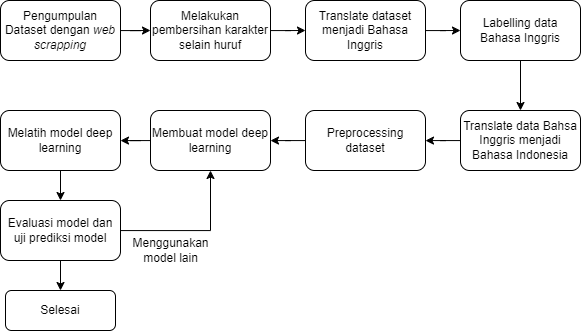 Pengumpulan
Dataset dengan web
scrapping
Melakukan
pembersihan karakter
selain huruf
Translate dataset
menjadi Bahasa
Inggris
Labelling data
Bahasa Inggris
Melatih model deep
learning
Membuat model deep
learning
Preprocessing
dataset
Translate data Bahsa
Inggris menjadi
Bahasa Indonesia
Evaluasi model dan
uji prediksi model
Menggunakan
model lain
Selesai